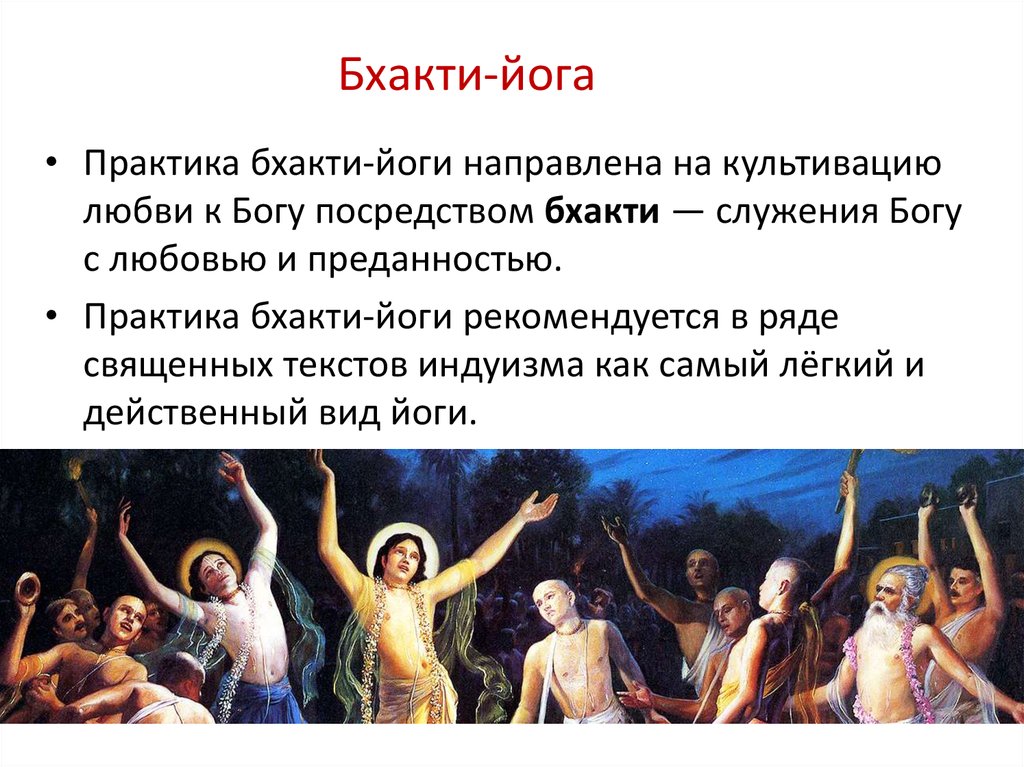 Бхакти-йога
• Практика бхакти-йоги направлена на культивацию
любви к Богу посредством бхакти — служения Богу
с любовью и преданностью.
• Практика бхакти-йоги рекомендуется в ряде
священных текстов индуизма как самый лёгкий и
действенный вид йоги.